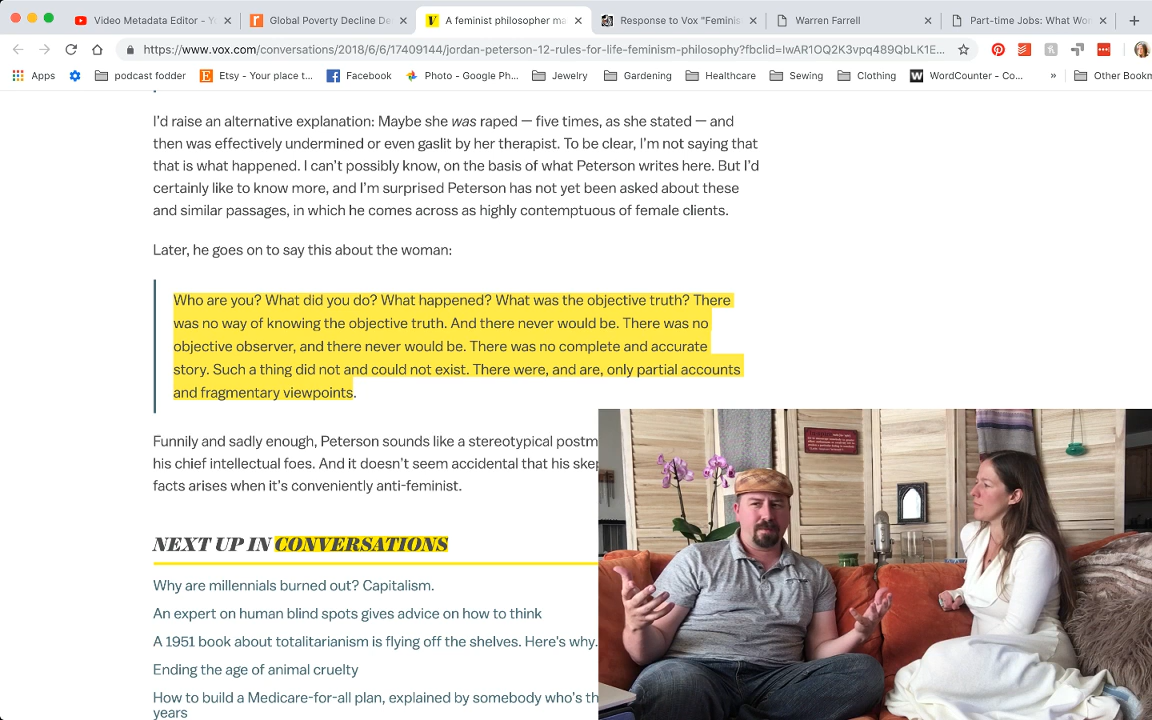 Video Metadata Editor - Y
Global Poverty Decline De
A feminist philosopher ma
Response to Vox "Feminis
Warren Farrell
Part-time Jobs: What Wo
https://www.vox.com/conversations/2018/6/6/17409144/jordan-peterson-12-rules-for-life-feminism-philosophy?fbclid=IwAR1OQ2K3vpq489QbLK1E...
Apps
podcast fodder
Etsy - Your place t...
Facebook
Photo - Google Ph...
Jewelry
Gardening
Healthcare
Sewing
Clothing
WordCounter - Co...
»
Other Bookm
I'd raise an alternative explanation: Maybe she was raped — five times, as she stated — and
then was effectively undermined or even gaslit by her therapist. To be clear, I'm not saying that
that is what happened. I can't possibly know, on the basis of what Peterson writes here. But I'd
certainly like to know more, and I'm surprised Peterson has not yet been asked about these
and similar passages, in which he comes across as highly contemptuous of female clients.
Later, he goes on to say this about the woman:
Who are you? What did you do? What happened? What was the objective truth? There
was no way of knowing the objective truth. And there never would be. There was no
objective observer, and there never would be. There was no complete and accurate
story. Such a thing did not and could not exist. There were, and are, only partial accounts
and fragmentary viewpoints.
Funnily and sadly enough, Peterson sounds like a stereotypical postm
his chief intellectual foes. And it doesn't seem accidental that his skep
facts arises when it's conveniently anti-feminist.
NEXT UP IN CONVERSATIONS
Why are millennials burned out? Capitalism.
An expert on human blind spots gives advice on how to think
A 1951 book about totalitarianism is flying off the shelves. Here's why.
Ending the age of animal cruelty
How to build a Medicare-for-all plan, explained by somebody who's th
years